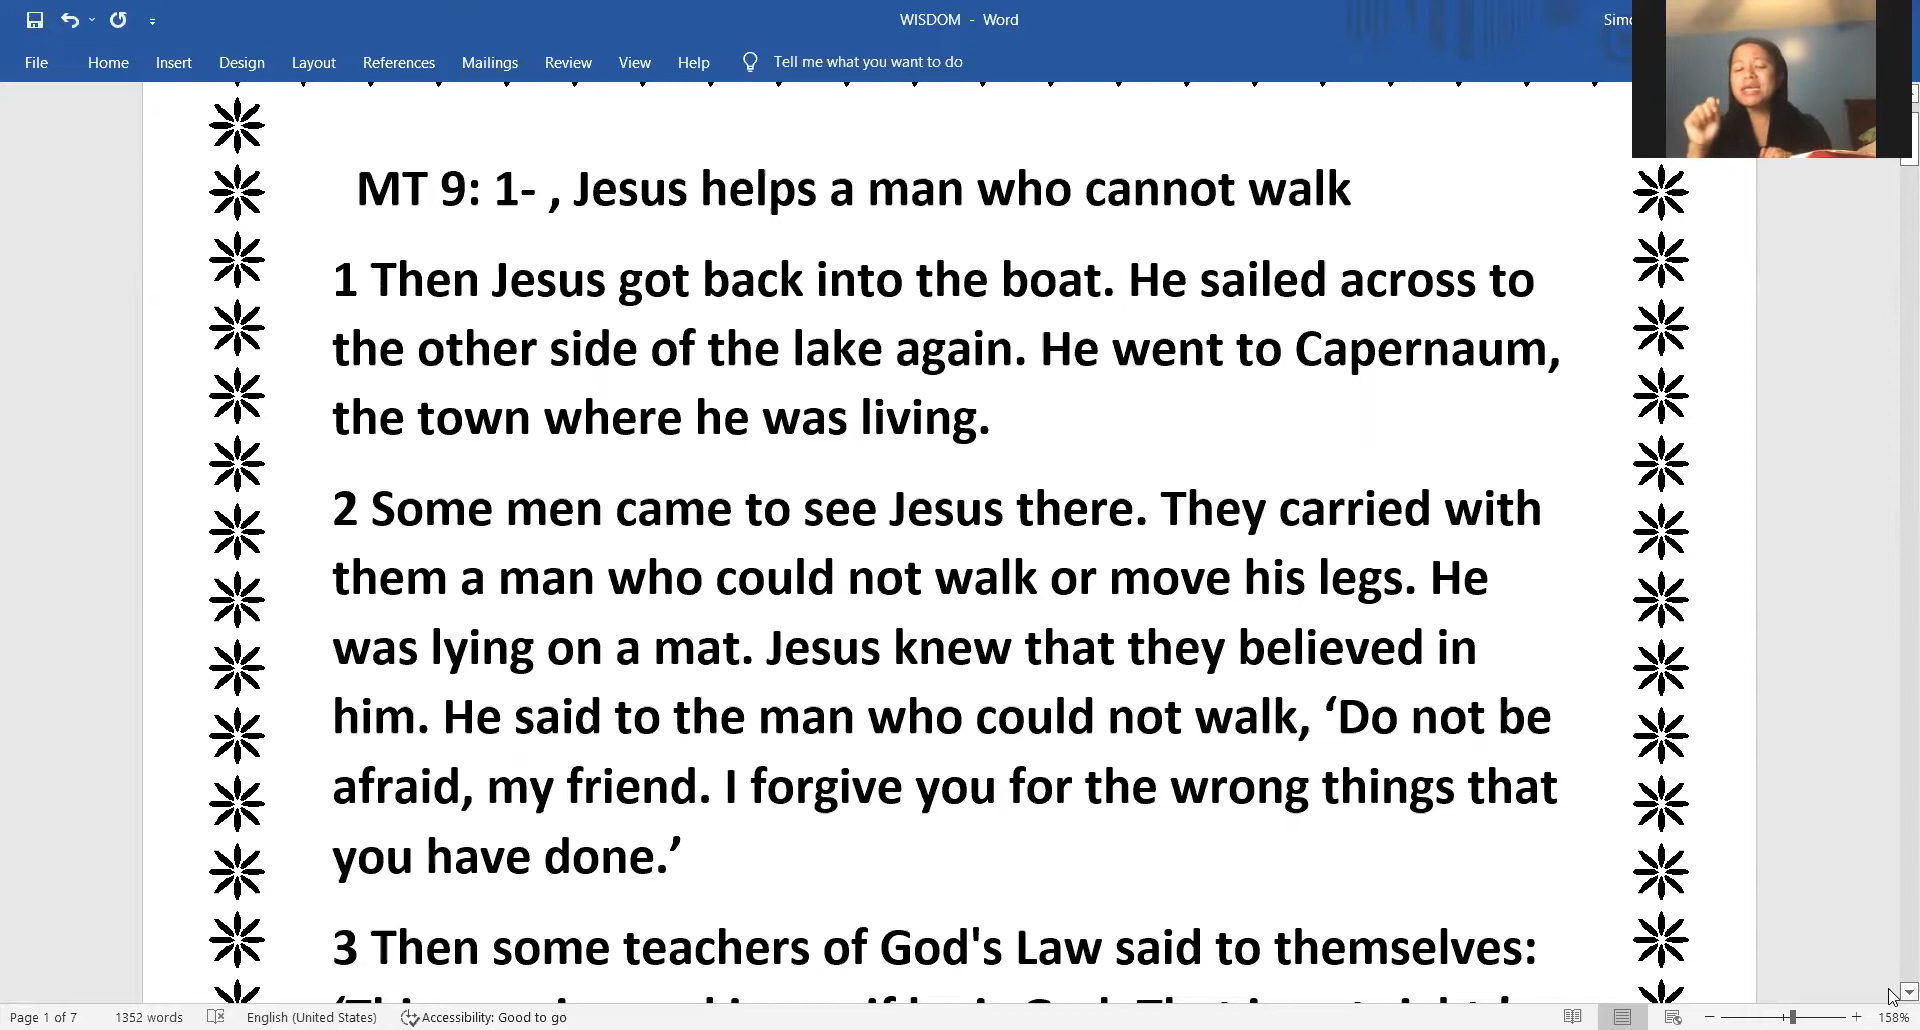 WISDOM - Word
File Home Insert Design Layout References Mailings Review View Help Tell me what you want to do
MT 9: 1- , Jesus helps a man who cannot walk
1 Then Jesus got back into the boat. He sailed across to
the other side of the lake again. He went to Capernaum,
the town where he was living.
2 Some men came to see Jesus there. They carried with
them a man who could not walk or move his legs. He
was lying on a mat. Jesus knew that they believed in
him. He said to the man who could not walk, ‘Do not be
afraid, my friend. I forgive you for the wrong things that
you have done.’
3 Then some teachers of God's Law said to themselves:
Page 1 of 7 1352 words English (United States) Accessibility: Good to go 158%